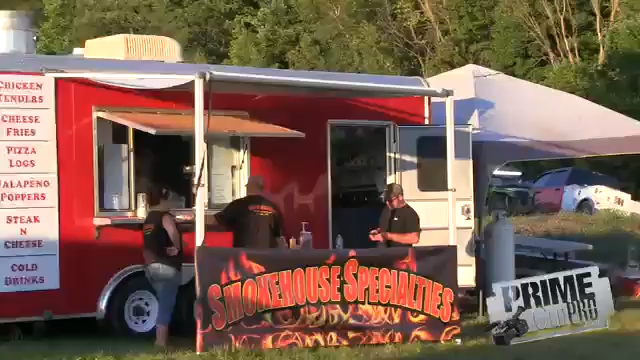 CHICKEN
TENDERS
CHEESE
FRIES
PIZZA
LOGS
JALAPENO
POPPERS
STEAK
N
CHEESE
COLD
DRINKS
SMOKEHOUSE SPECIALTIES
PRIME
PRO